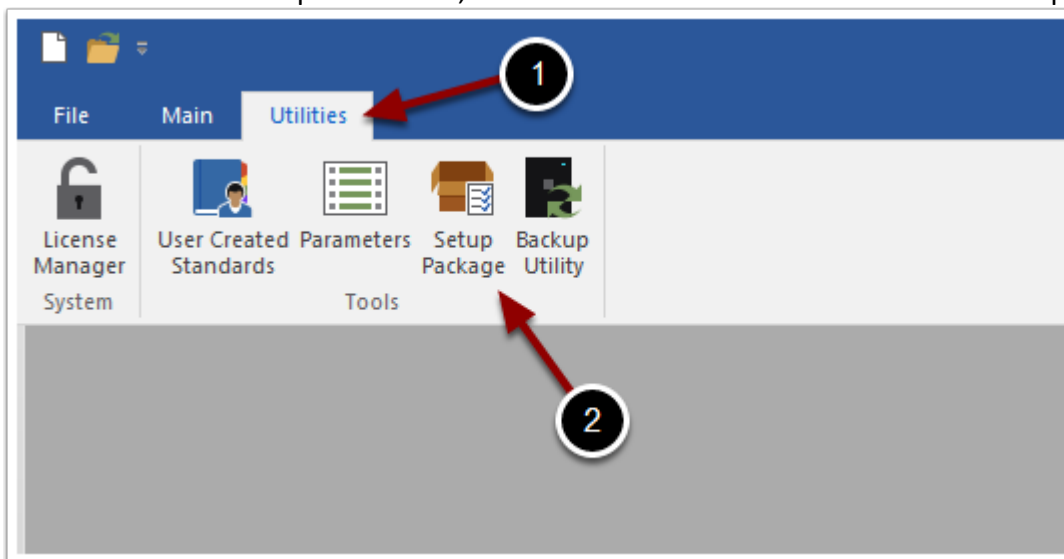 1
File Main Utilities
License Manager
User Created Standards
Parameters
Setup Package
Backup Utility
System
Tools
2